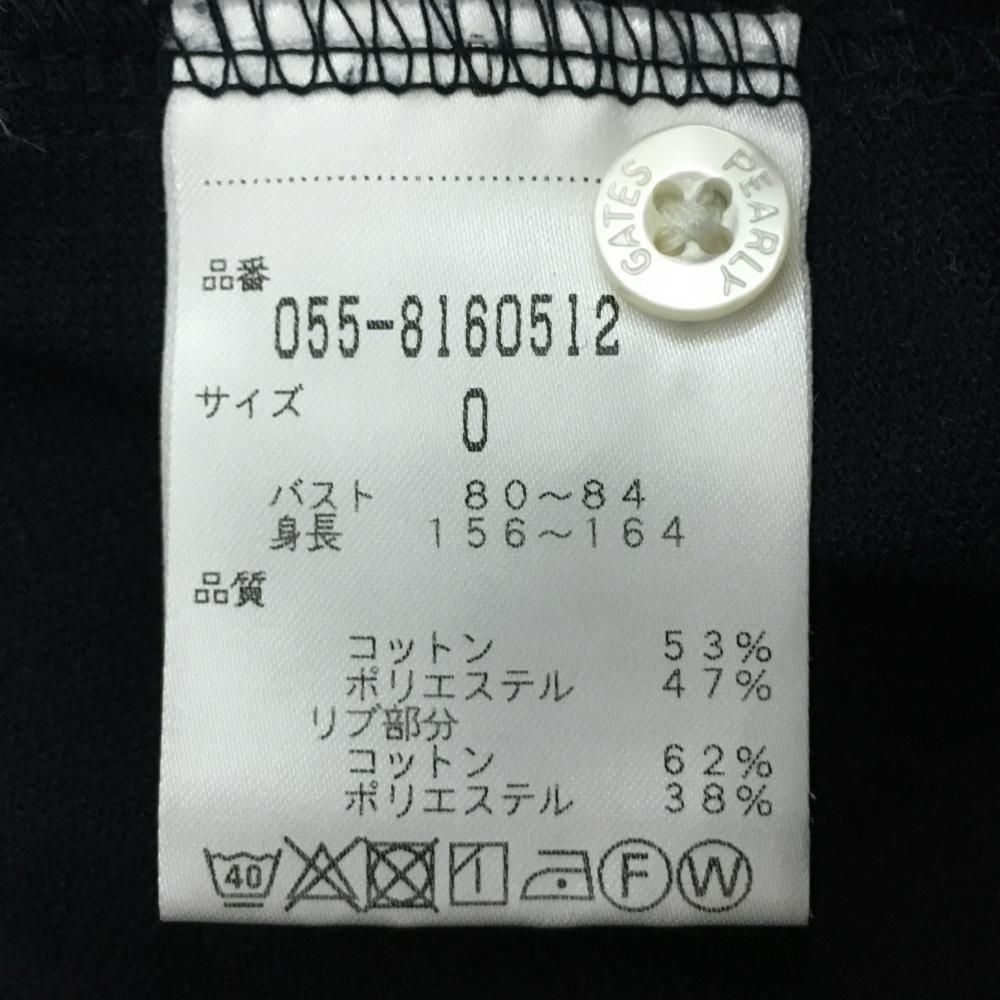 PEARLY GATES
品番
055-8160512
サイズ 0
バスト 80~84
身長 156~164
品質
コットン 53%
ポリエステル 47%
リブ部分
コットン 62%
ポリエステル 38%
40 F W